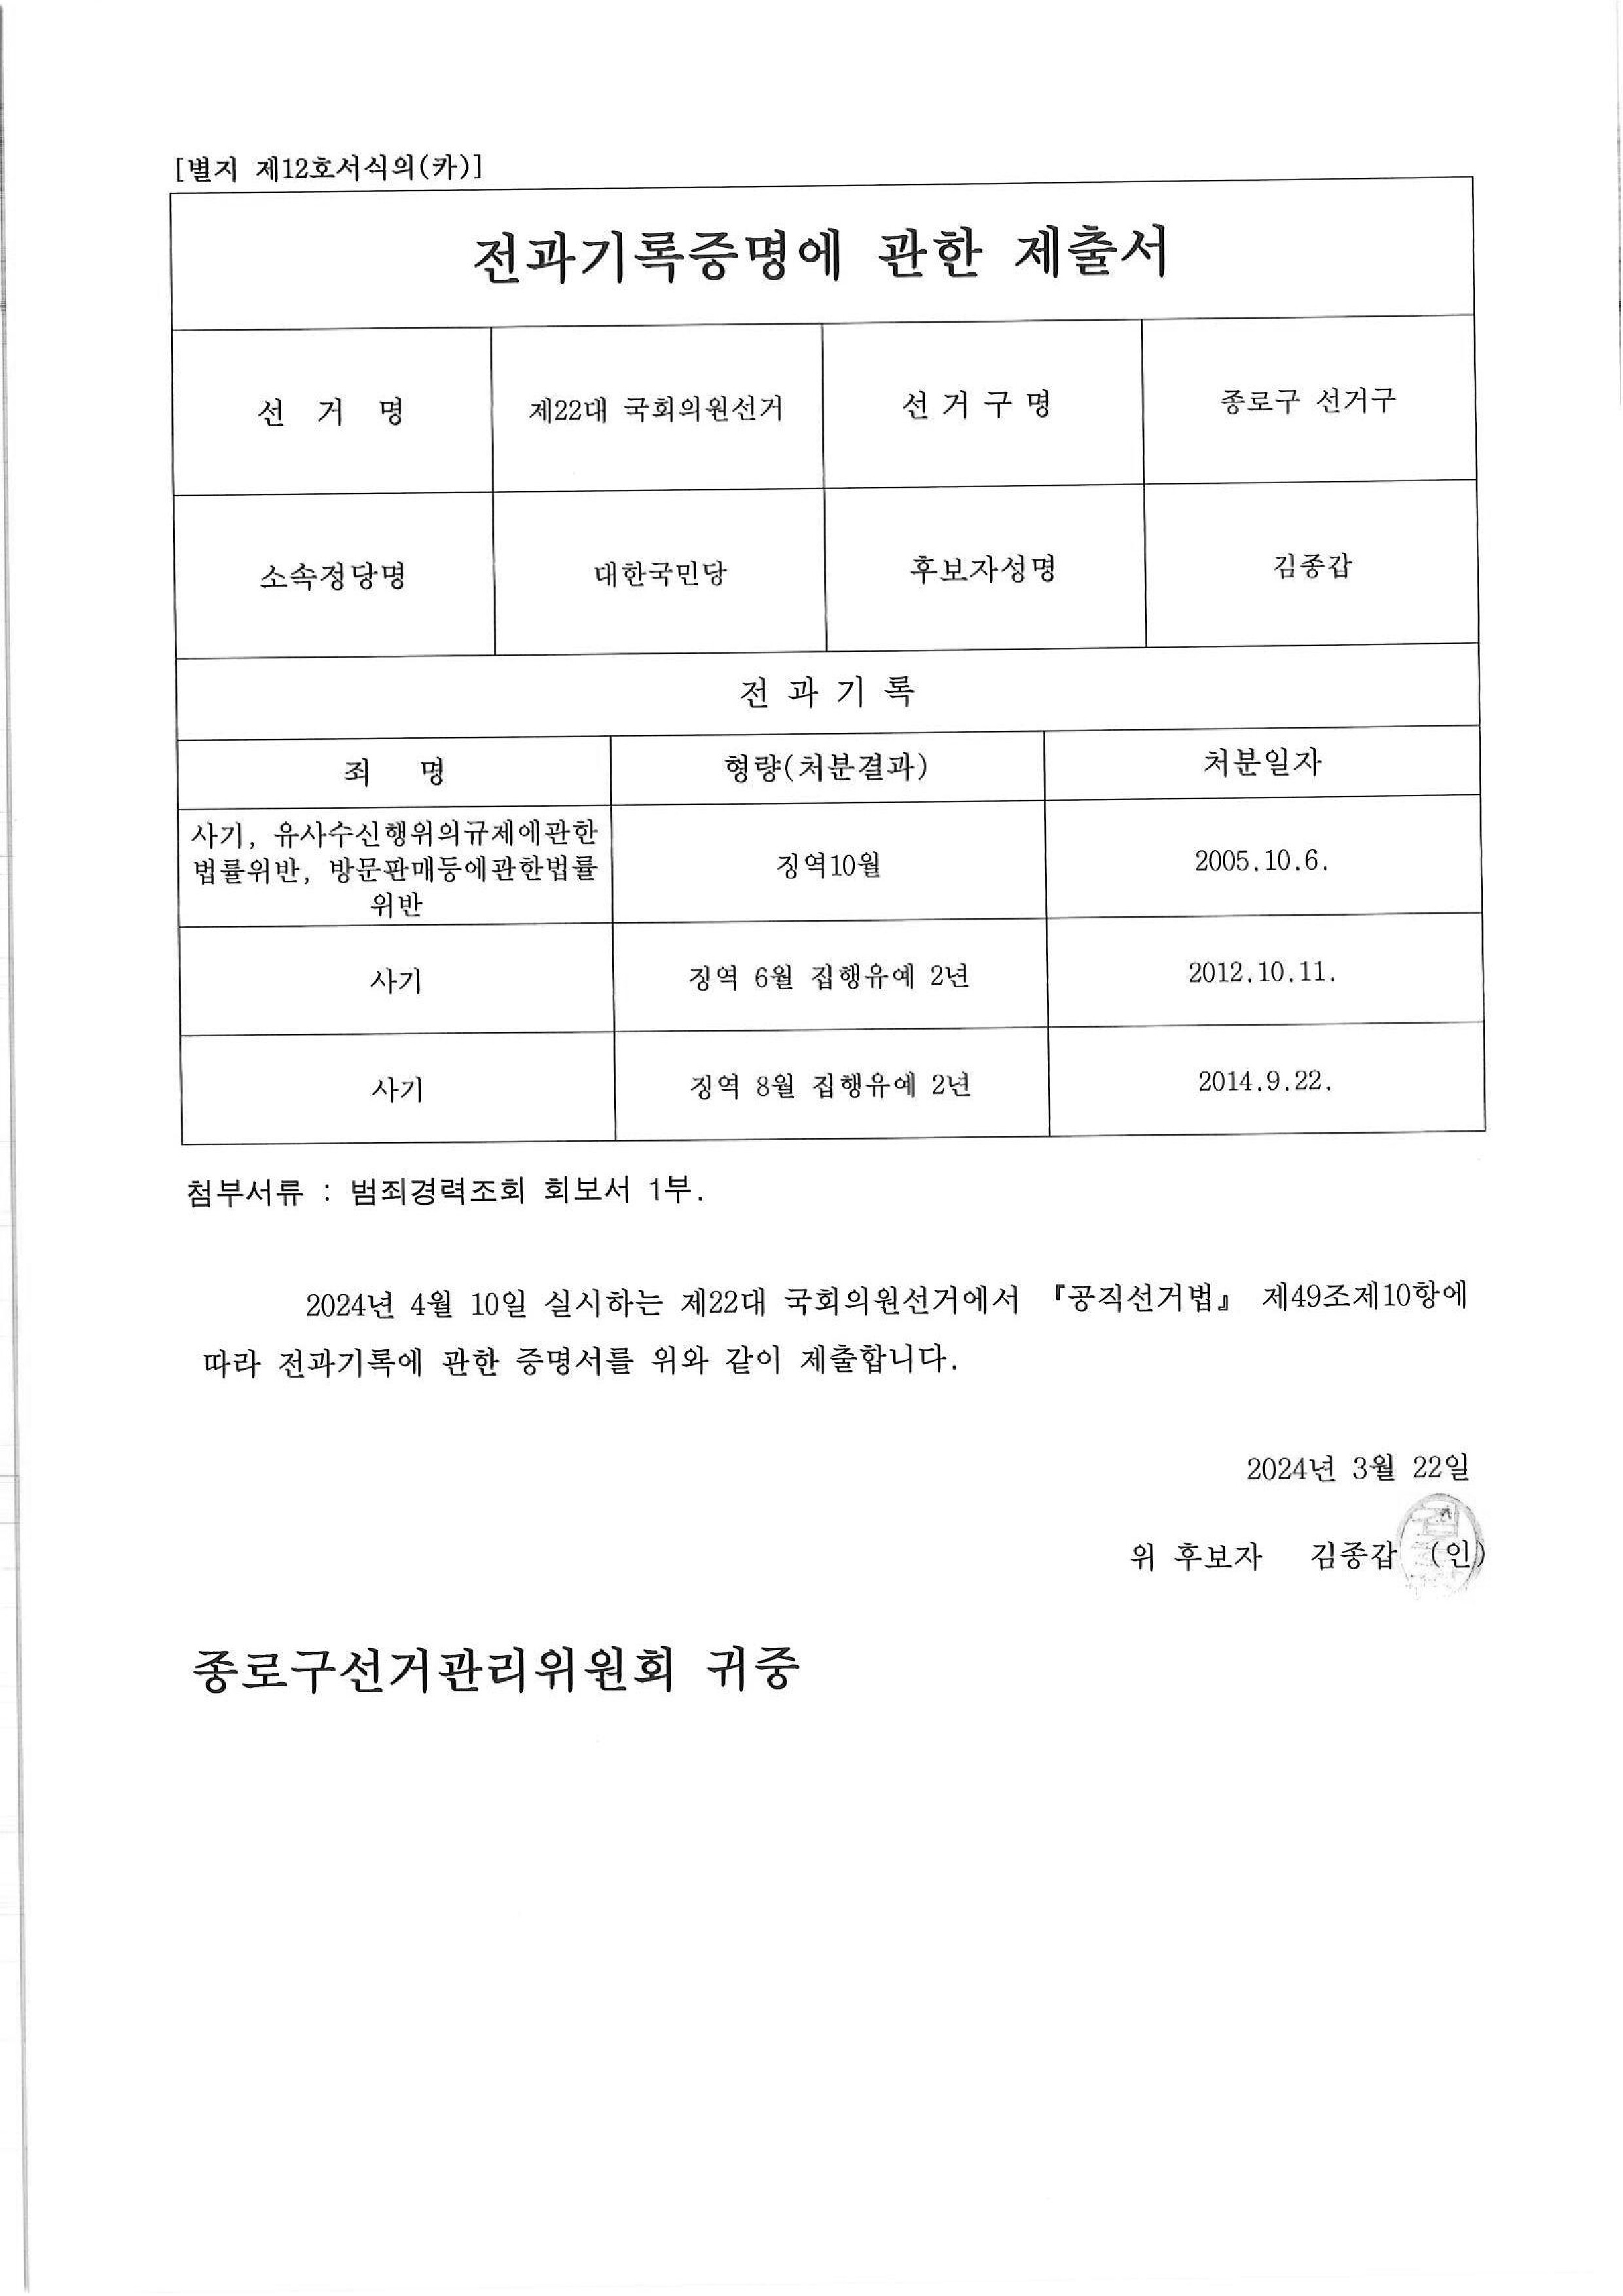 [별지 제12호서식의(카)]
전과기록증명에 관한 제출서
선 거 명 제22대 국회의원선거 선 거 구 명 종로구 선거구
소속정당명 대한국민당 후보자성명 김종갑
전 과 기 록
죄 명 형량(처분결과) 처분일자
사기, 유사수신행위의규제에관한
법률위반, 방문판매등에관한법률
위반
징역10월 2005.10.6.
사기 징역 6월 집행유예 2년 2012.10.11.
사기 징역 8월 집행유예 2년 2014.9.22.
첨부서류 : 범죄경력조회 회보서 1부.
2024년 4월 10일 실시하는 제22대 국회의원선거에서 『공직선거법』 제49조제10항에
따라 전과기록에 관한 증명서를 위와 같이 제출합니다.
2024년 3월 22일
위 후보자 김종갑 (인)
종로구선거관리위원회 귀중